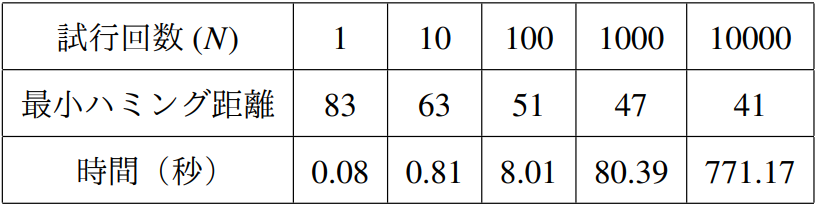 試行回数 (N) 1 10 100 1000 10000
最小ハミング距離 83 63 51 47 41
時間（秒） 0.08 0.81 8.01 80.39 771.17